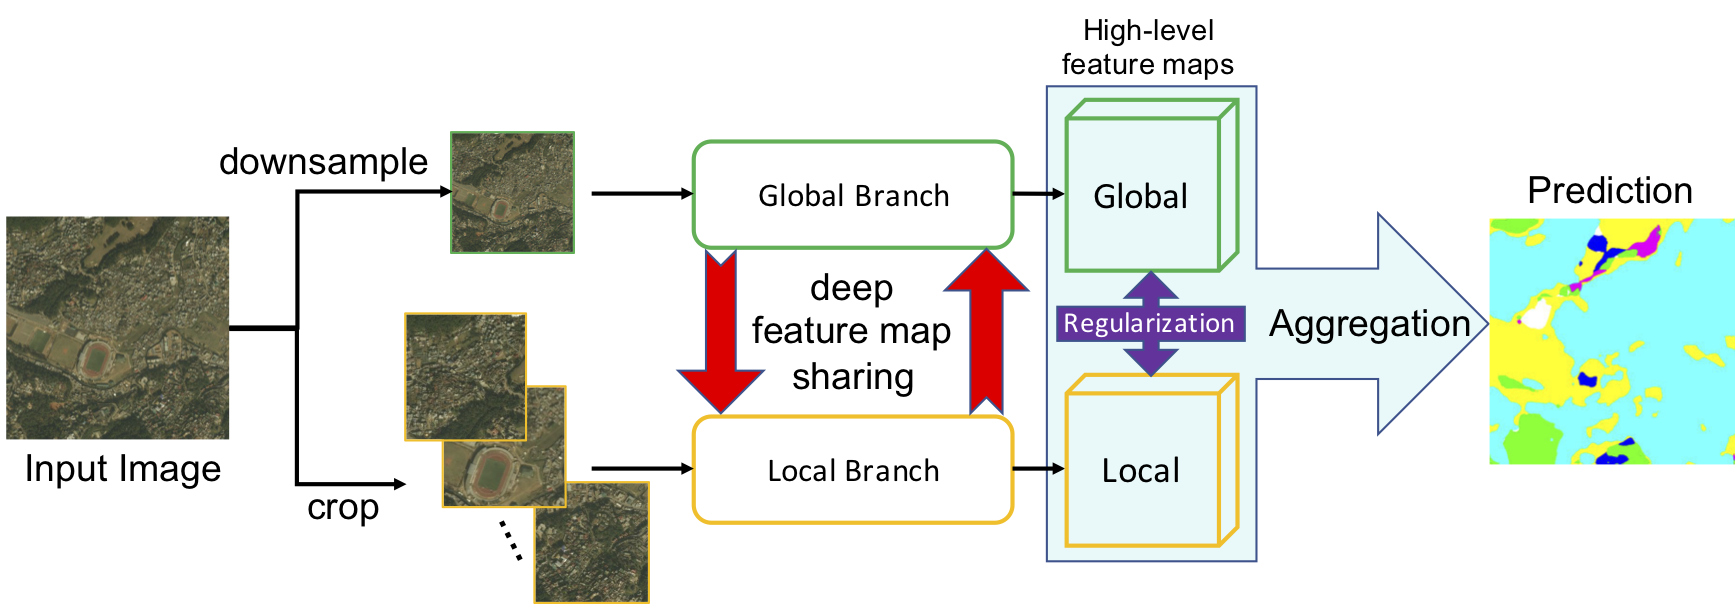 High-level
feature maps
downsample
Global Branch
Global
Prediction
deep
feature map
sharing
Regularization
Aggregation
Input Image
crop
Local Branch
Local